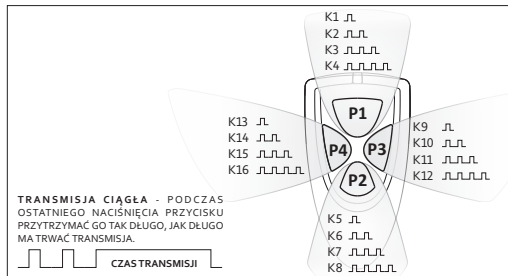 K1
K2
K3
K4
P1
K13
K14
K15
K16
P4
P3
K9
K10
K11
K12
P2
TRANSMISJA CIĄGŁA - PODCZAS
OSTATNIEGO NACIŚNIĘCIA PRZYCISKU
PRZYTRZYMAĆ GO TAK DŁUGO, JAK DŁUGO
MA TRWAĆ TRANSMISJA.
CZAS TRANSMISJI
K5
K6
K7
K8